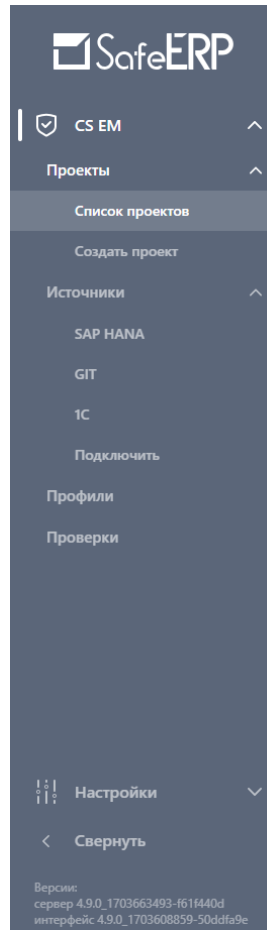 SafeERP
CS EM
Проекты
Список проектов
Создать проект
Источники
SAP HANA
GIT
1C
Подключить
Профили
Проверки
Настройки
Свернуть
Версии:
сервер 4.9.0_1703663493-f61f440d
интерфейс 4.9.0_1703608859-50ddfa9e